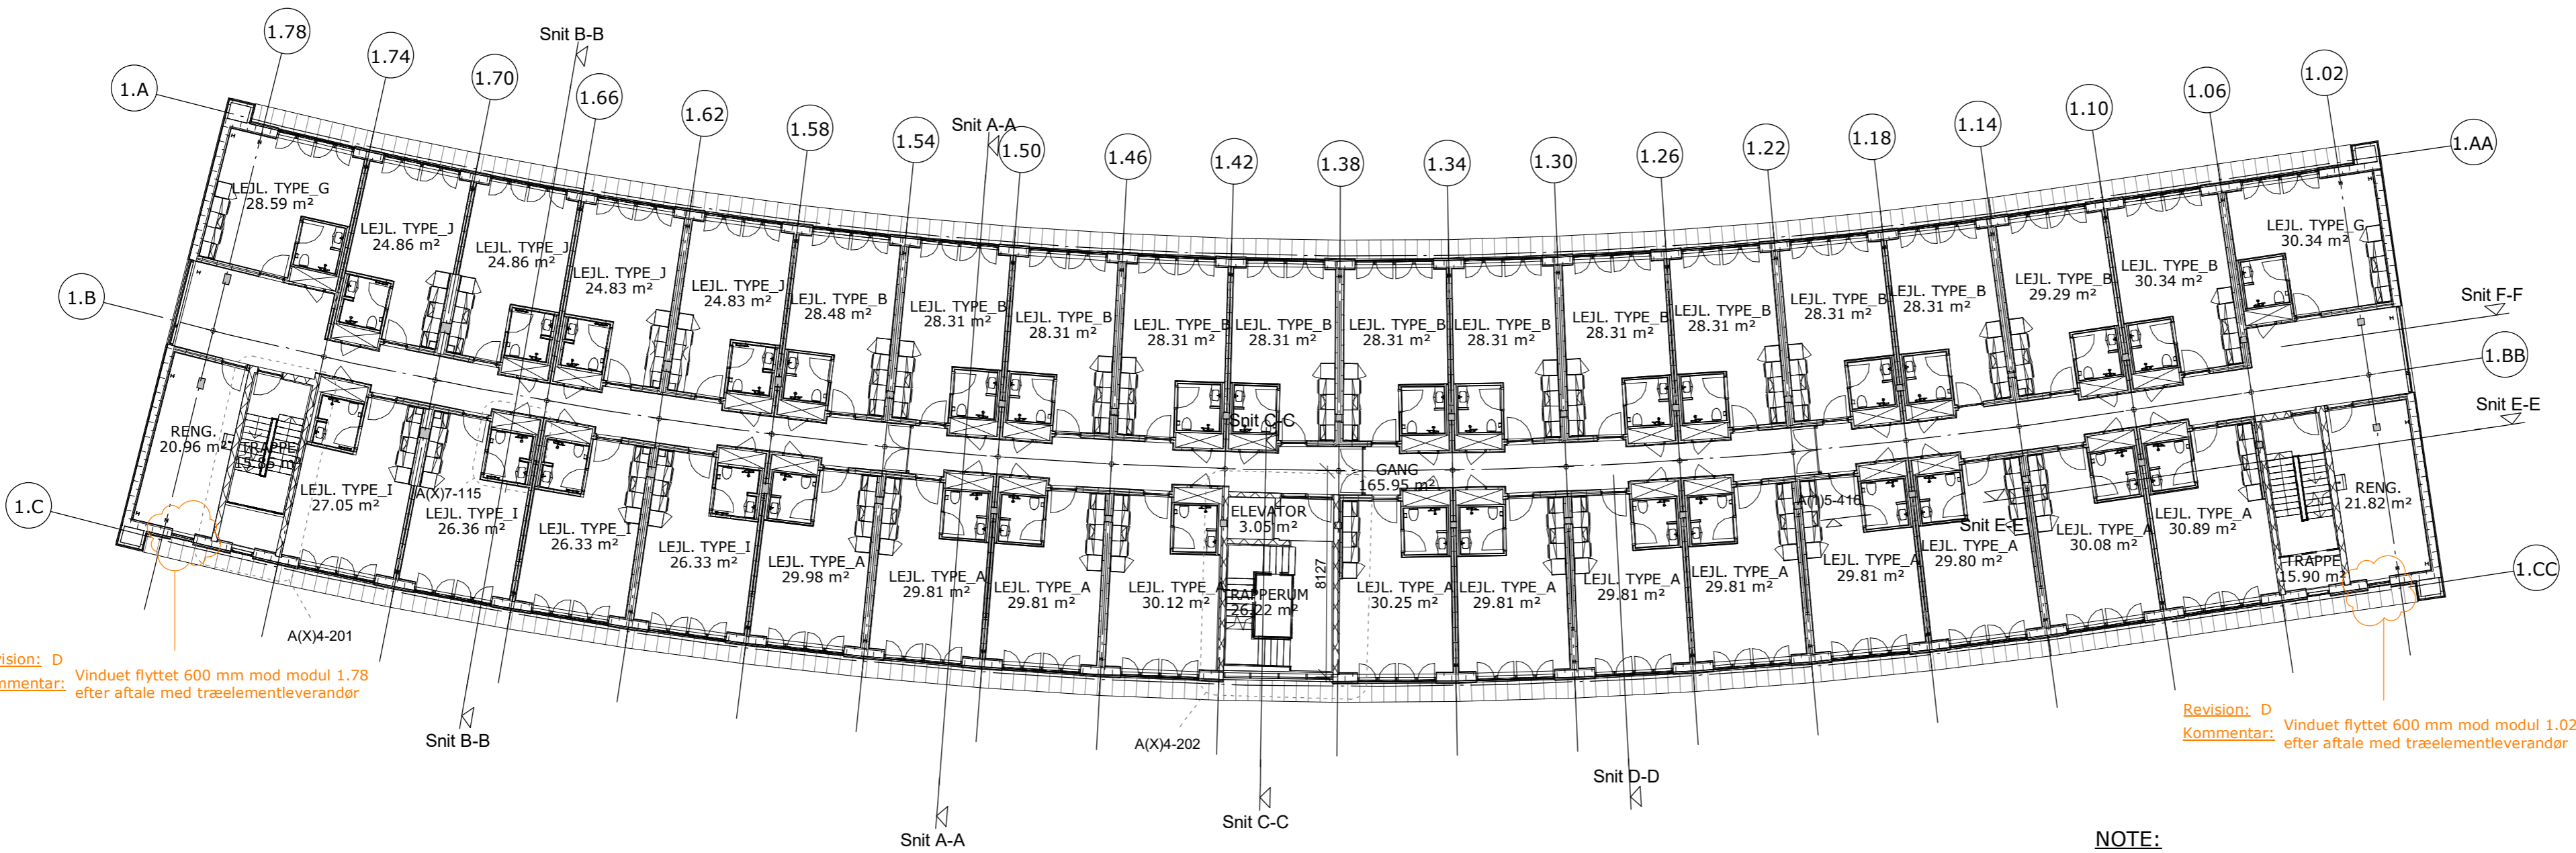 1.78
1.74
1.70
Snit B-B
1.66
1.62
1.58
1.54
Snit A-A
1.50
1.46
1.42
1.38
1.34
1.30
1.26
1.22
1.18
1.14
1.10
1.06
1.02
1.A
1.AA
LEJL. TYPE_G
28.59 m²
LEJL. TYPE_J
24.86 m²
LEJL. TYPE_J
24.86 m²
LEJL. TYPE_J
24.83 m²
LEJL. TYPE_J
24.83 m²
LEJL. TYPE_B
28.48 m²
LEJL. TYPE_B
28.31 m²
LEJL. TYPE_B
28.31 m²
LEJL. TYPE_B
28.31 m²
LEJL. TYPE_B
28.31 m²
LEJL. TYPE_B
28.31 m²
LEJL. TYPE_B
28.31 m²
LEJL. TYPE_B
28.31 m²
LEJL. TYPE_B
28.31 m²
LEJL. TYPE_B
28.31 m²
LEJL. TYPE_B
28.31 m²
LEJL. TYPE_B
29.29 m²
LEJL. TYPE_B
30.34 m²
LEJL. TYPE_G
30.34 m²
Snit F-F
1.B
1.BB
Snit E-E
Snit C-C
GANG
165.95 m²
RENG.
20.96 m²
TRAPPE
15.86 m²
LEJL. TYPE_I
27.05 m²
A(X)7-115
LEJL. TYPE_I
26.36 m²
LEJL. TYPE_I
26.33 m²
LEJL. TYPE_I
26.33 m²
LEJL. TYPE_A
29.98 m²
LEJL. TYPE_A
29.81 m²
LEJL. TYPE_A
29.81 m²
LEJL. TYPE_A
30.12 m²
ELEVATOR
3.05 m²
TRAPPERUM
26.22 m²
8127
LEJL. TYPE_A
30.25 m²
LEJL. TYPE_A
29.81 m²
LEJL. TYPE_A
29.81 m²
LEJL. TYPE_A
29.81 m²
A(1)5-416
LEJL. TYPE_A
29.81 m²
LEJL. TYPE_A
29.80 m²
Snit E-E
LEJL. TYPE_A
30.08 m²
LEJL. TYPE_A
30.89 m²
RENG.
21.82 m²
TRAPPE
15.90 m²
1.C
1.CC
A(X)4-201
A(X)4-202
vision: D
mmentar: Vinduet flyttet 600 mm mod modul 1.78
efter aftale med træelementleverandør
Revision: D
Kommentar: Vinduet flyttet 600 mm mod modul 1.02
efter aftale med træelementleverandør
Snit B-B
Snit A-A
Snit C-C
Snit D-D
NOTE: